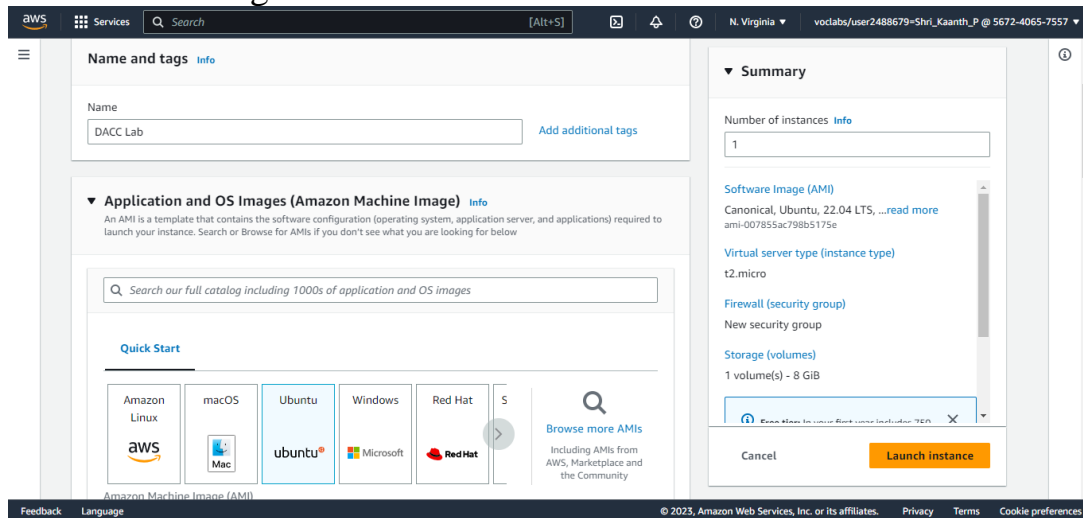 aws
Services
Search
[Alt+S]
N. Virginia ▼
voclabs/user2488679=Shri_Kaanth_P @ 5672-4065-7557 ▼
Name and tags Info
Name
DACC Lab
Add additional tags
▼ Application and OS Images (Amazon Machine Image) Info
An AMI is a template that contains the software configuration (operating system, application server, and applications) required to
launch your instance. Search or Browse for AMIs if you don't see what you are looking for below
Search our full catalog including 1000s of application and OS images
Quick Start
Amazon
Linux
aws
macOS
Mac
Ubuntu
ubuntu®
Windows
Microsoft
Red Hat
Red Hat
S
Browse more AMIs
Including AMIs from
AWS, Marketplace and
the Community
Amazon Machine Image (AMI)
▼ Summary
Number of instances Info
1
Software Image (AMI)
Canonical, Ubuntu, 22.04 LTS, ...read more
ami-007855ac798b5175e
Virtual server type (instance type)
t2.micro
Firewall (security group)
New security group
Storage (volumes)
1 volume(s) - 8 GiB
Free tier: In your first year includes 750
Cancel
Launch instance
Feedback
Language
© 2023, Amazon Web Services, Inc. or its affiliates.
Privacy
Terms
Cookie preferences